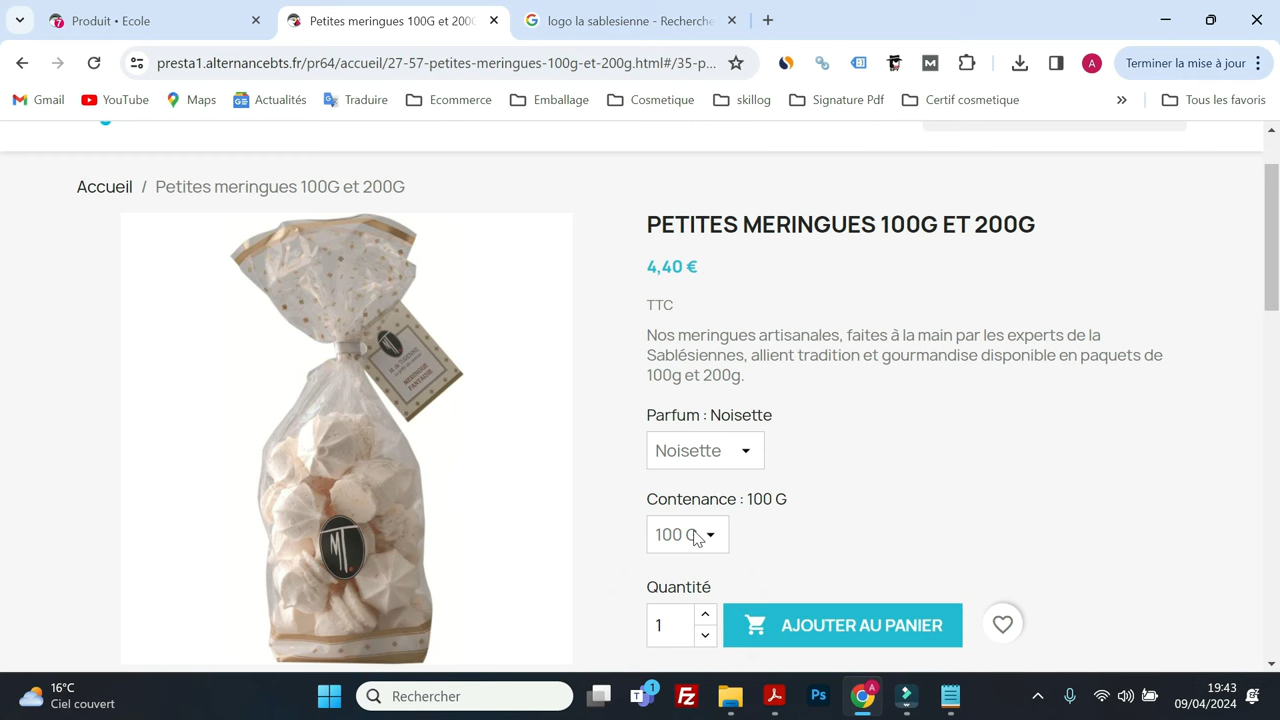 Produit • Ecole
Petites meringues 100G et 200G
logo la sablesienne - Recherche
presta1.alternancebts.fr/pr64/accueil/27-57-petites-meringues-100g-et-200g.html#/35-p...
A
Terminer la mise à jour
Gmail
YouTube
Maps
Actualités
Traduire
Ecommerce
Emballage
Cosmetique
skillog
Signature Pdf
Certif cosmetique
Tous les favoris
Accueil / Petites meringues 100G et 200G
PETITES MERINGUES 100G ET 200G
4,40 €
TTC
Nos meringues artisanales, faites à la main par les experts de la
Sablésiennes, allient tradition et gourmandise disponible en paquets de
100g et 200g.
Parfum : Noisette
Noisette
Contenance : 100 G
100 G
Quantité
1
AJOUTER AU PANIER
MT
16°C
Ciel couvert
Rechercher
1
Ps
A
19:43
09/04/2024